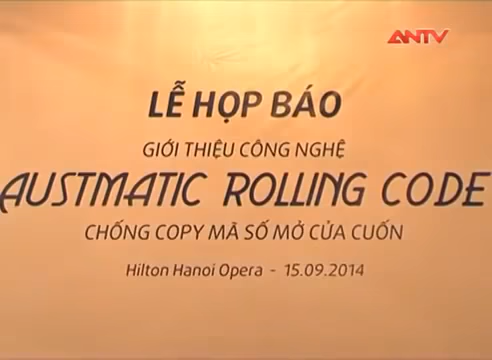 ANTV
LỄ HỌP BÁO
GIỚI THIỆU CÔNG NGHỆ
AUSTMATIC ROLLING CODE
CHỐNG COPY MÃ SỐ MỞ CỬA CUỐN
Hilton Hanoi Opera - 15.09.2014